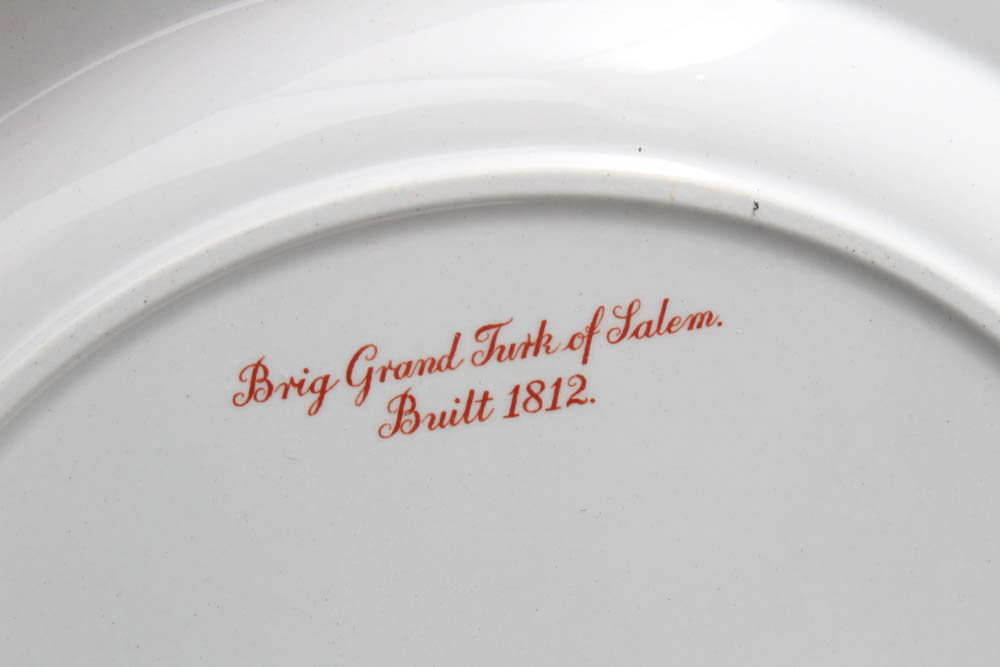 Brig Grand Turk of Salem.
Built 1812.